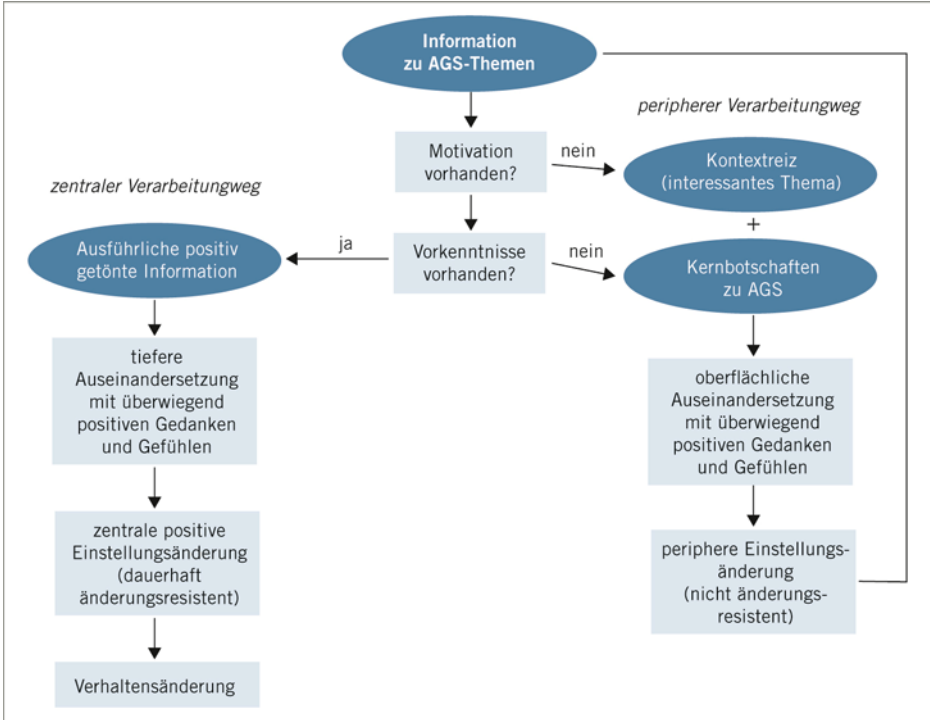 Information
zu AGS-Themen
peripherer Verarbeitungweg
Motivation
vorhanden?
nein
Kontextreiz
(interessantes Thema)
+
zentraler Verarbeitungweg
Ausführliche positiv
getönte Information
ja
Vorkenntnisse
vorhanden?
nein
Kernbotschaften
zu AGS
tiefere
Auseinandersetzung
mit überwiegend
positiven Gedanken
und Gefühlen
oberflächliche
Auseinandersetzung
mit überwiegend
positiven Gedanken
und Gefühlen
zentrale positive
Einstellungsänderung
(dauerhaft
änderungsresistent)
periphere Einstellungs-
änderung
(nicht änderungs-
resistent)
Verhaltensänderung